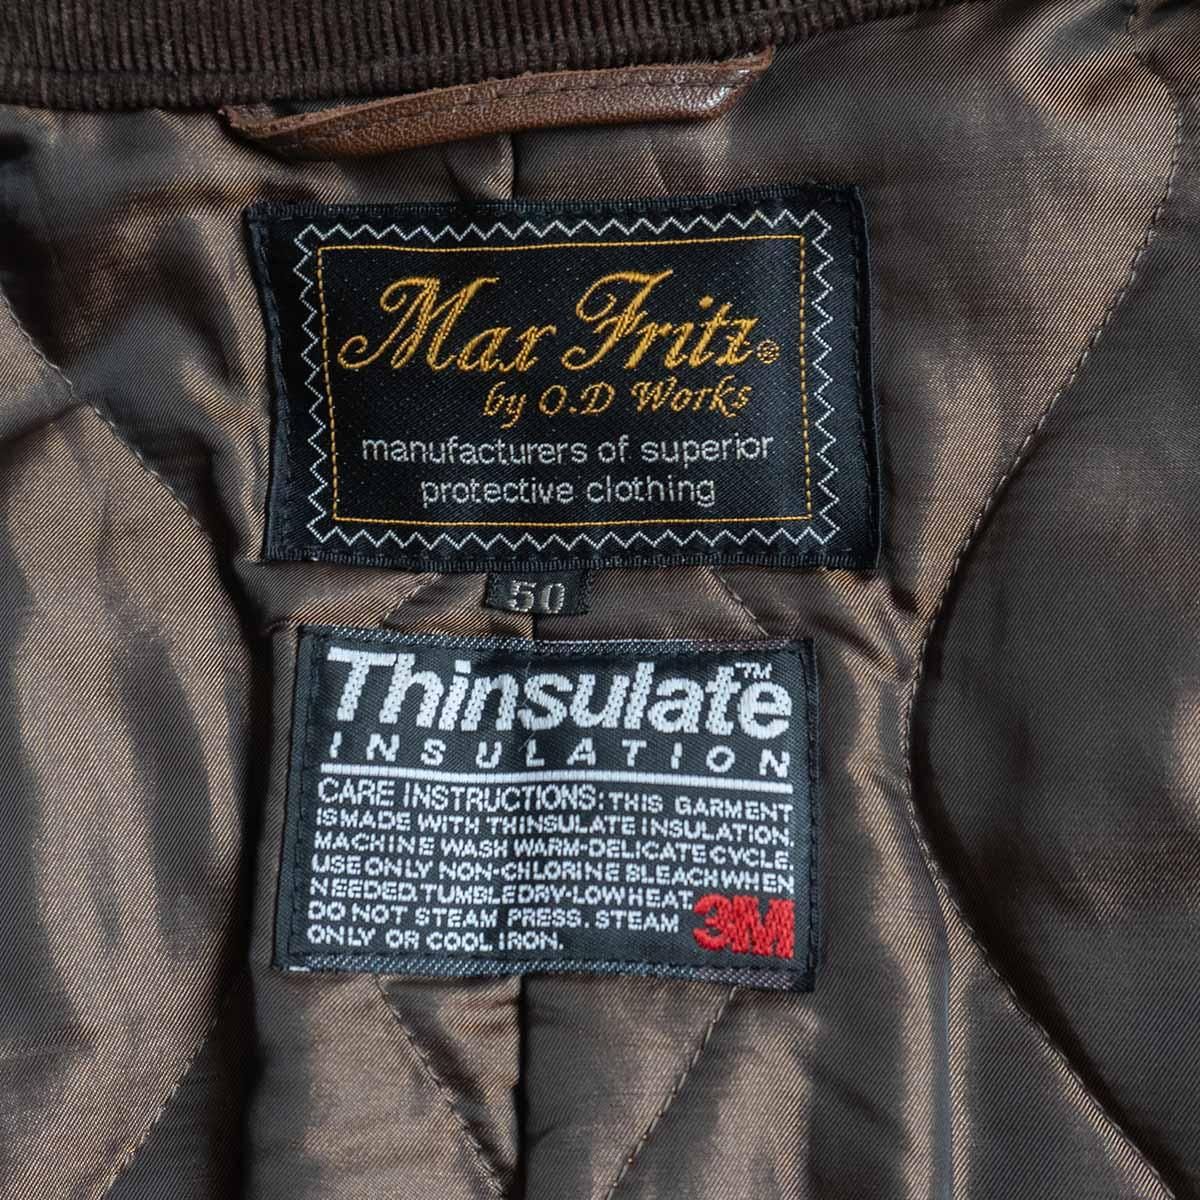 Max Fritz®
by O.D Works
manufacturers of superior
protective clothing
50
Thinsulate™
INSULATION
CARE INSTRUCTIONS: THIS GARMENT
IS MADE WITH THINSULATE INSULATION.
MACHINE WASH WARM-DELICATE CYCLE.
USE ONLY NON-CHLORINE BLEACH WHEN
NEEDED. TUMBLE DRY-LOW HEAT.
DO NOT STEAM PRESS. STEAM
ONLY OR COOL IRON.
3M